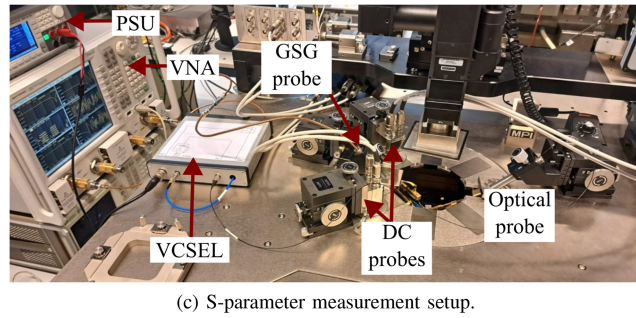 PSU
VNA
GSG
probe
MPI
VCSEL
DC
probes
Optical
probe
(c) S-parameter measurement setup.